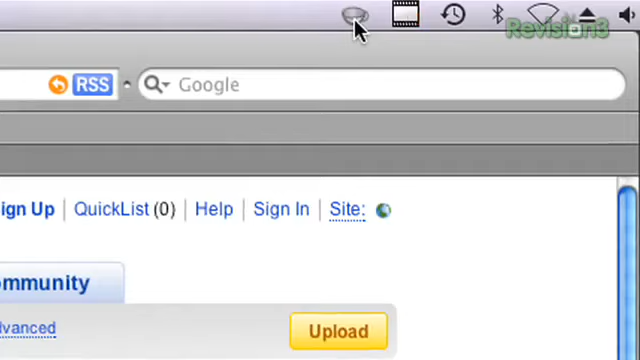 Revision3
RSS
Google
ign Up | QuickList (0) | Help | Sign In | Site:
ommunity
dvanced
Upload